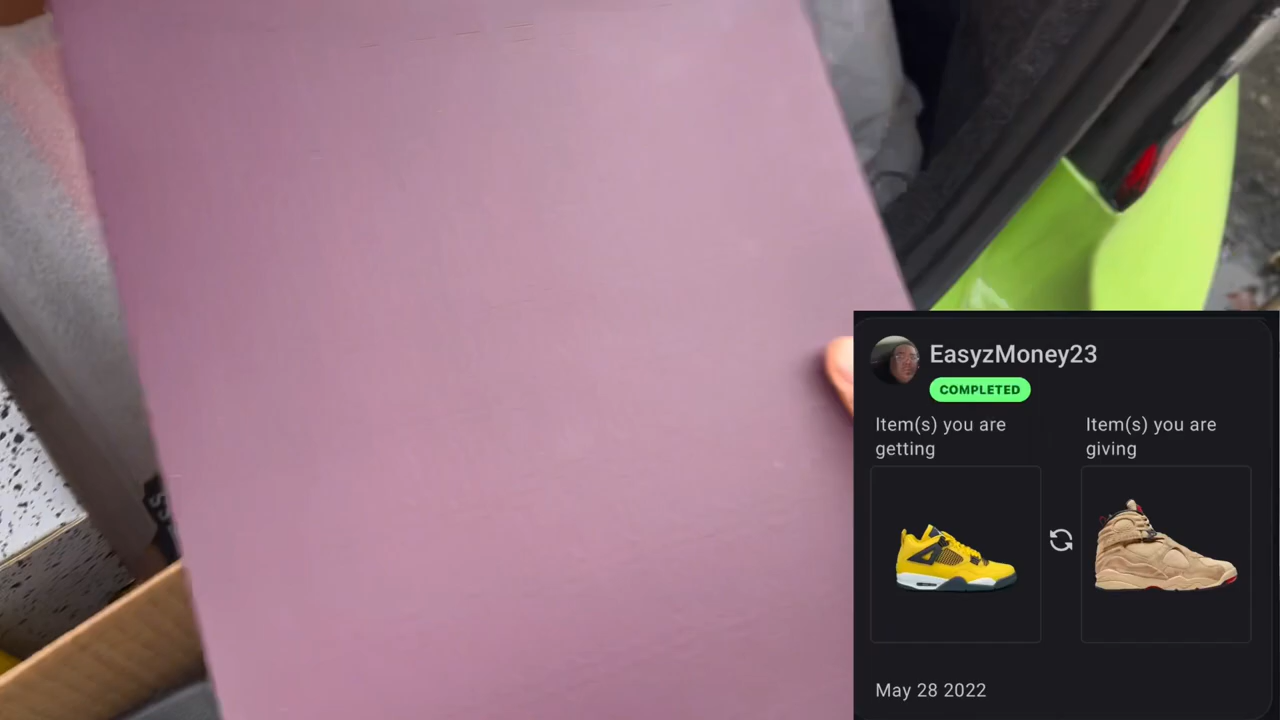 EasyzMoney23
COMPLETED
Item(s) you are
getting
Item(s) you are
giving
May 28 2022